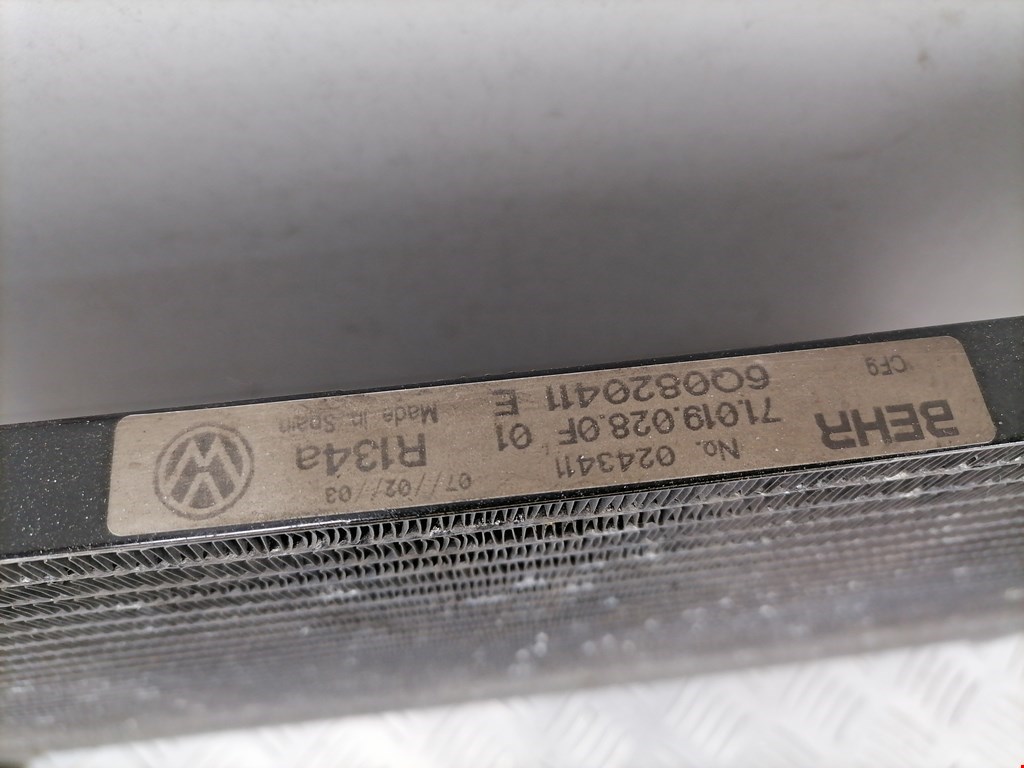 BEHR
No. 0243411
07//02//03
71.019.028.0F 01
R134a
6Q0820411 E
Made in Spain
CF9